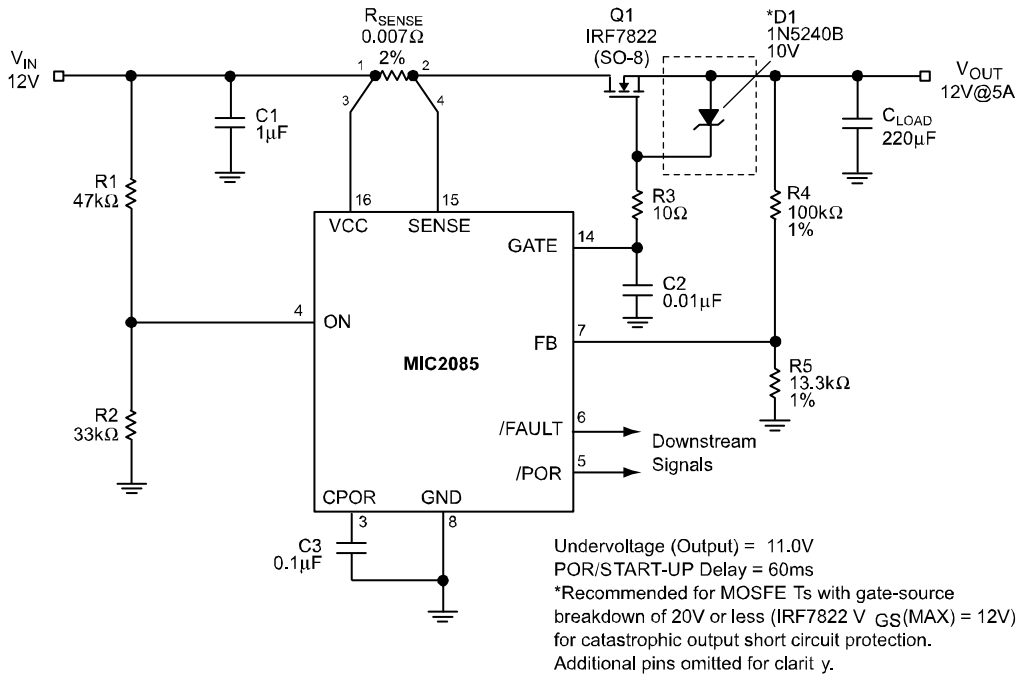 RSENSE
0.007Ω
2%
Q1
IRF7822
(SO-8)
*D1
1N5240B
10V
VIN
12V
1
2
3
4
VOUT
12V@5A
C1
1µF
CLOAD
220µF
R1
47kΩ
R3
10Ω
R4
100kΩ
1%
16
15
VCC
SENSE
GATE
14
C2
0.01µF
4
ON
FB
7
MIC2085
R5
13.3kΩ
1%
R2
33kΩ
/FAULT
6
/POR
5
Downstream
Signals
CPOR
GND
3
8
C3
0.1µF
Undervoltage (Output) = 11.0V
POR/START-UP Delay = 60ms
*Recommended for MOSFE Ts with gate-source
breakdown of 20V or less (IRF7822 V GS(MAX) = 12V)
for catastrophic output short circuit protection.
Additional pins omitted for clarit y.